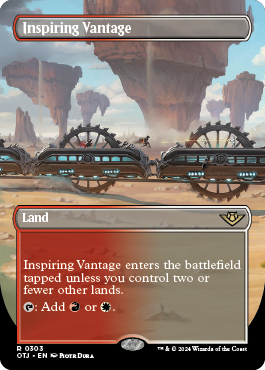 Inspiring Vantage
Land
Inspiring Vantage enters the battlefield
tapped unless you control two or
fewer other lands.
: Add or .
R 0303
OTJ • EN PIOTR DURA
™ & © 2024 Wizards of the Coast